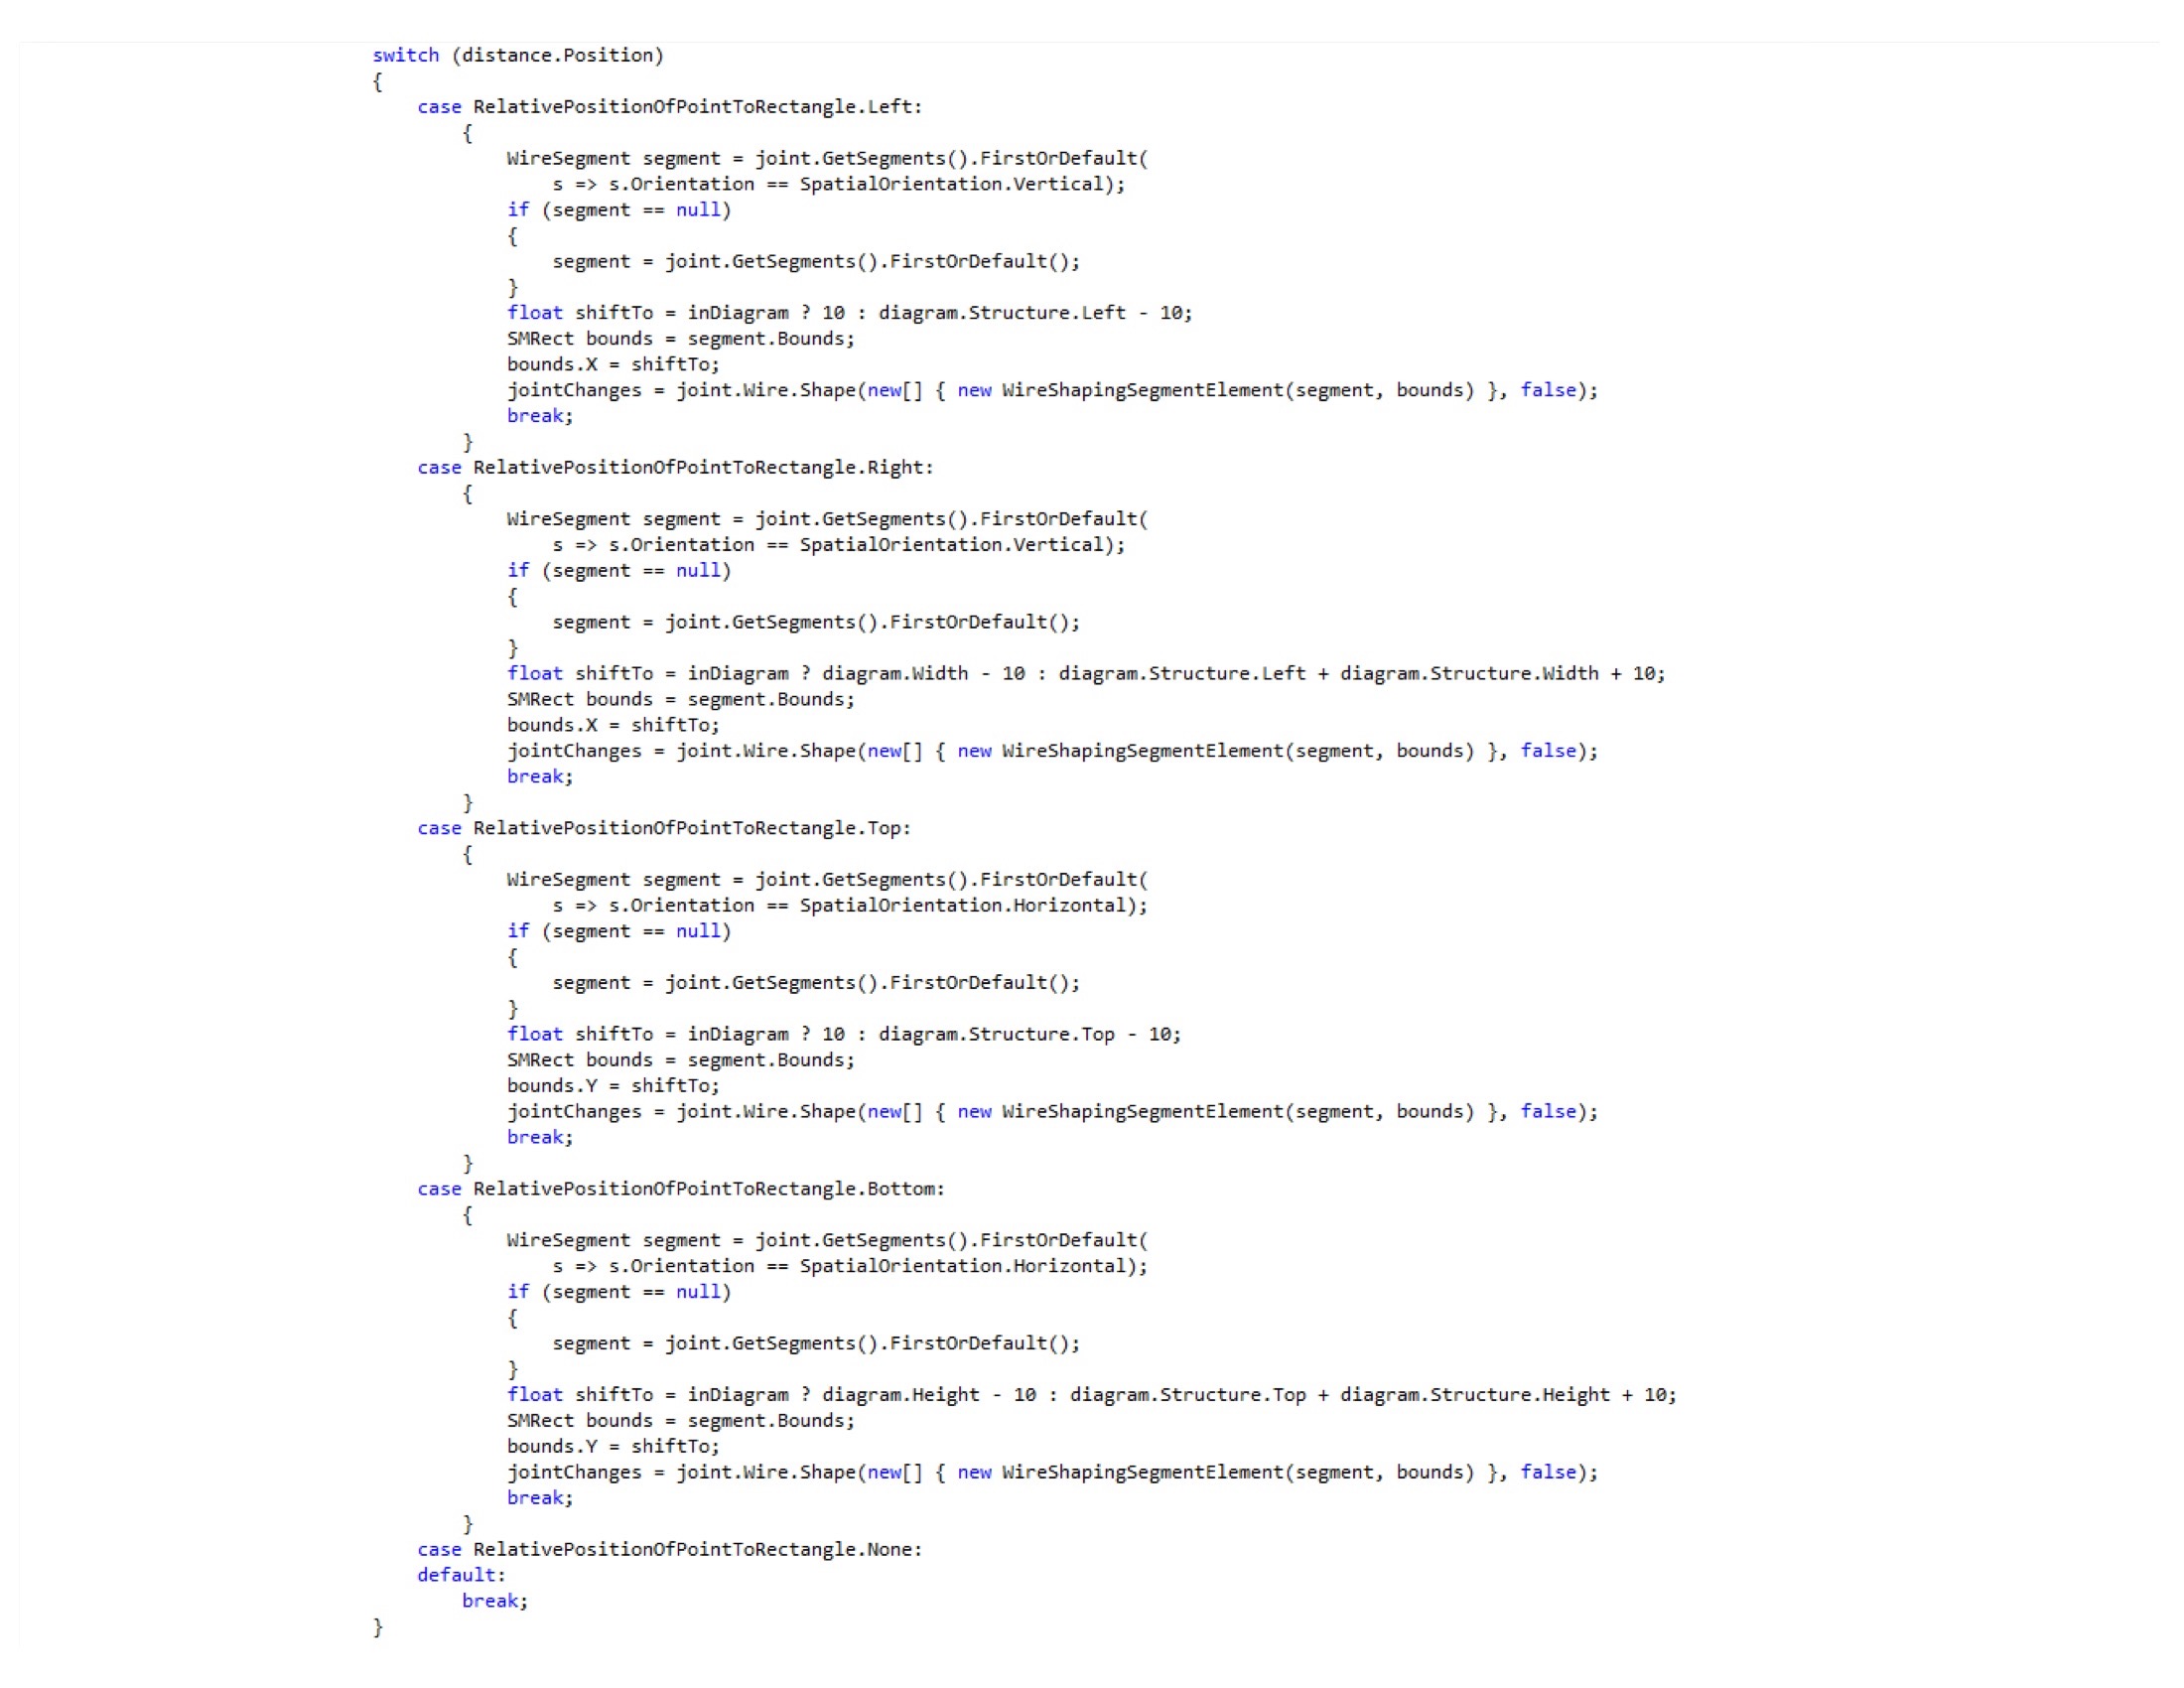 switch (distance.Position)
{
case RelativePositionOfPointToRectangle.Left:
{
WireSegment segment = joint.GetSegments().FirstOrDefault(
s => s.Orientation == SpatialOrientation.Vertical);
if (segment == null)
{
segment = joint.GetSegments().FirstOrDefault();
}
float shiftTo = inDiagram ? 10 : diagram.Structure.Left - 10;
SMRect bounds = segment.Bounds;
bounds.X = shiftTo;
jointChanges = joint.Wire.Shape(new[] { new WireShapingSegmentElement(segment, bounds) }, false);
break;
}
case RelativePositionOfPointToRectangle.Right:
{
WireSegment segment = joint.GetSegments().FirstOrDefault(
s => s.Orientation == SpatialOrientation.Vertical);
if (segment == null)
{
segment = joint.GetSegments().FirstOrDefault();
}
float shiftTo = inDiagram ? diagram.Width - 10 : diagram.Structure.Left + diagram.Structure.Width + 10;
SMRect bounds = segment.Bounds;
bounds.X = shiftTo;
jointChanges = joint.Wire.Shape(new[] { new WireShapingSegmentElement(segment, bounds) }, false);
break;
}
case RelativePositionOfPointToRectangle.Top:
{
WireSegment segment = joint.GetSegments().FirstOrDefault(
s => s.Orientation == SpatialOrientation.Horizontal);
if (segment == null)
{
segment = joint.GetSegments().FirstOrDefault();
}
float shiftTo = inDiagram ? 10 : diagram.Structure.Top - 10;
SMRect bounds = segment.Bounds;
bounds.Y = shiftTo;
jointChanges = joint.Wire.Shape(new[] { new WireShapingSegmentElement(segment, bounds) }, false);
break;
}
case RelativePositionOfPointToRectangle.Bottom:
{
WireSegment segment = joint.GetSegments().FirstOrDefault(
s => s.Orientation == SpatialOrientation.Horizontal);
if (segment == null)
{
segment = joint.GetSegments().FirstOrDefault();
}
float shiftTo = inDiagram ? diagram.Height - 10 : diagram.Structure.Top + diagram.Structure.Height + 10;
SMRect bounds = segment.Bounds;
bounds.Y = shiftTo;
jointChanges = joint.Wire.Shape(new[] { new WireShapingSegmentElement(segment, bounds) }, false);
break;
}
case RelativePositionOfPointToRectangle.None:
default:
break;
}